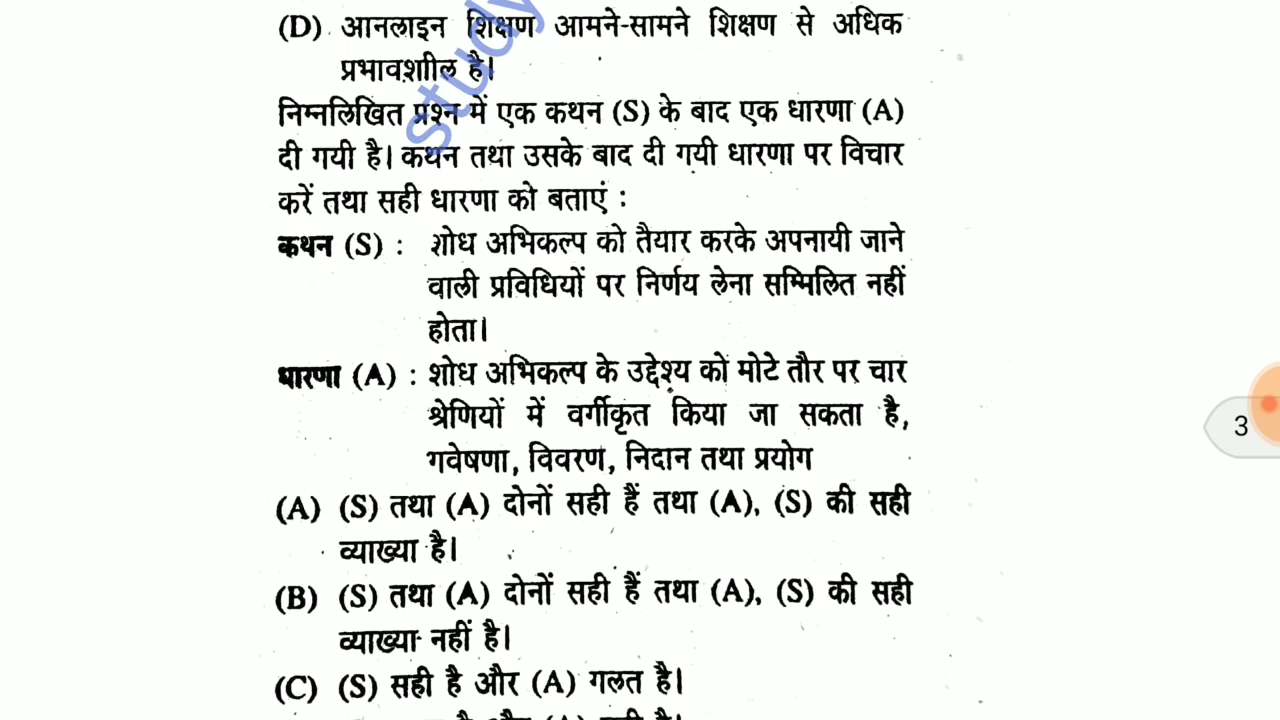 (D) आनलाइन शिक्षण आमने-सामने शिक्षण से अधिक
प्रभावशाील है।
निम्नलिखित प्रश्न में एक कथन (S) के बाद एक धारणा (A)
दी गयी है। कथन तथा उसके बाद दी गयी धारणा पर विचार
करें तथा सही धारणा को बताएं :
कथन (S) : शोध अभिकल्प को तैयार करके अपनायी जाने
वाली प्रविधियों पर निर्णय लेना सम्मिलित नहीं
होता।
धारणा (A) : शोध अभिकल्प के उद्देश्य को मोटे तौर पर चार
श्रेणियों में वर्गीकृत किया जा सकता है,
गवेषणा, विवरण, निदान तथा प्रयोग
(A) (S) तथा (A) दोनों सही हैं तथा (A), (S) की सही
व्याख्या है।
(B) (S) तथा (A) दोनों सही हैं तथा (A), (S) की सही
व्याख्या नहीं है।
(C) (S) सही है और (A) गलत है।
study
3